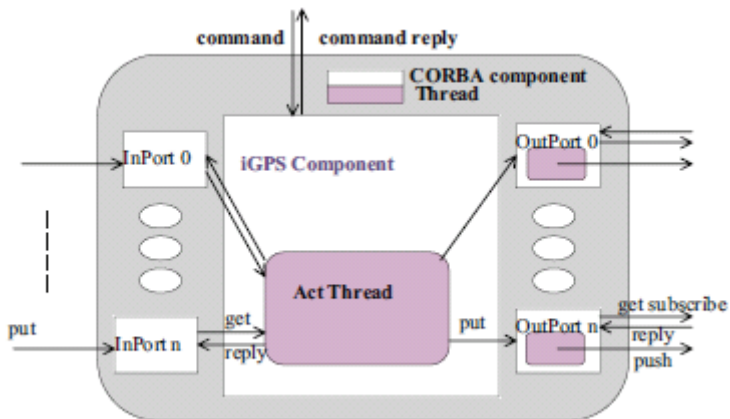 command
command reply
CORBA component
Thread
InPort 0
iGPS Component
OutPort 0
Act Thread
put
InPort n
get
reply
put
OutPort n
get subscribe
reply
push